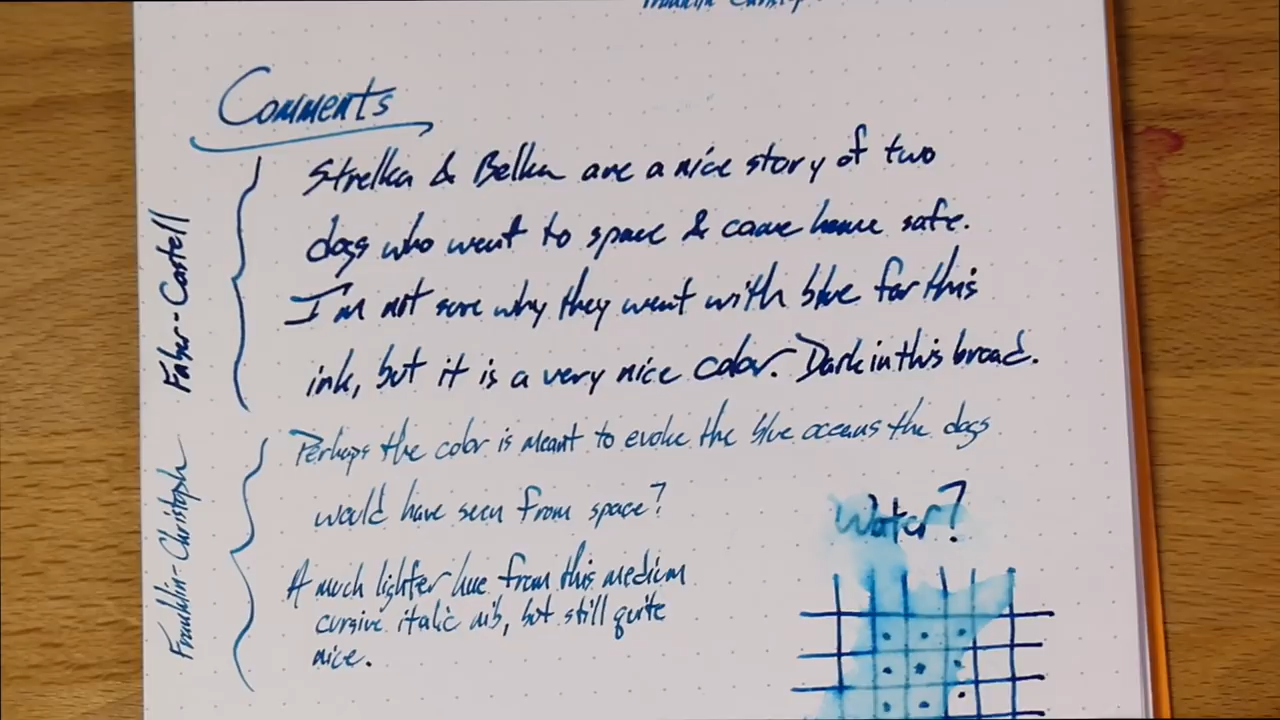 Comments
Faber-Castell
Strelka & Belka are a nice story of two
dogs who went to space & came home safe.
I'm not sure why they went with blue for this
ink, but it is a very nice color. Dark in this broad.
Franklin-Christoph
Perhaps the color is meant to evoke the blue oceans the dogs
would have seen from space?
A much lighter hue from this medium
cursive italic nib, but still quite
nice.
Water?